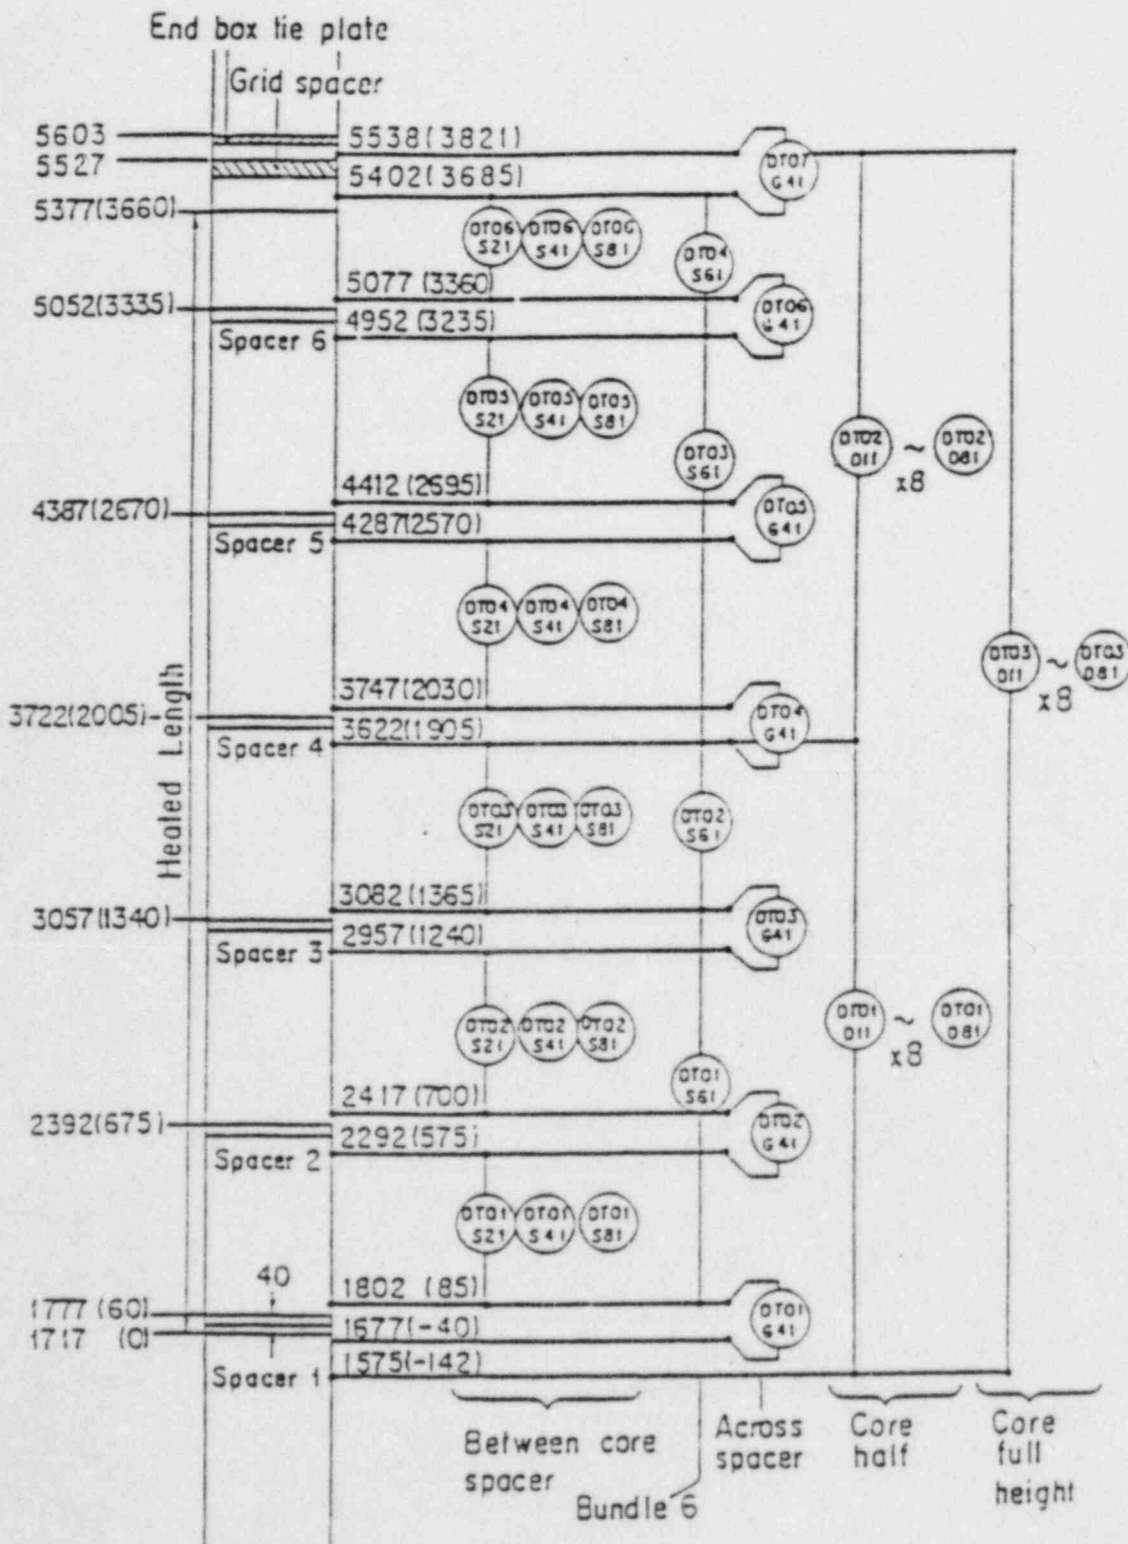 End box tie plate
Grid spacer
5603
5538(3821)
5527
DT07
G41
5402(3685)
5377(3660)
DT06
S21
DT06
S41
DT06
S81
DT04
S61
5077 (3360)
5052(3335)
DT06
G41
4952 (3235)
Spacer 6
DT05
S21
DT05
S41
DT05
S81
DT02
D11
~
DT02
D81
x8
DT03
S61
4412 (2695)
4387(2670)
DT05
G41
4287(2570)
Spacer 5
DT04
S21
DT04
S41
DT04
S81
DT03
D11
~
DT03
D81
x8
Heated Length
3747(2030)
3722(2005)
DT04
G41
3622(1905)
Spacer 4
DT03
S21
DT03
S41
DT03
S81
DT02
S61
3082(1365)
3057(1340)
DT03
G41
2957(1240)
Spacer 3
DT02
S21
DT02
S41
DT02
S81
DT01
D11
~
DT01
D81
x8
DT01
S61
2417 (700)
2392(675)
DT02
G41
2292(575)
Spacer 2
DT01
S21
DT01
S41
DT01
S81
40
1802 (85)
1777 (60)
DT01
G41
1677(-40)
1717 (0)
1575(-142)
Spacer 1
Between core
spacer
Bundle 6
Across
spacer
Core
half
Core
full
height